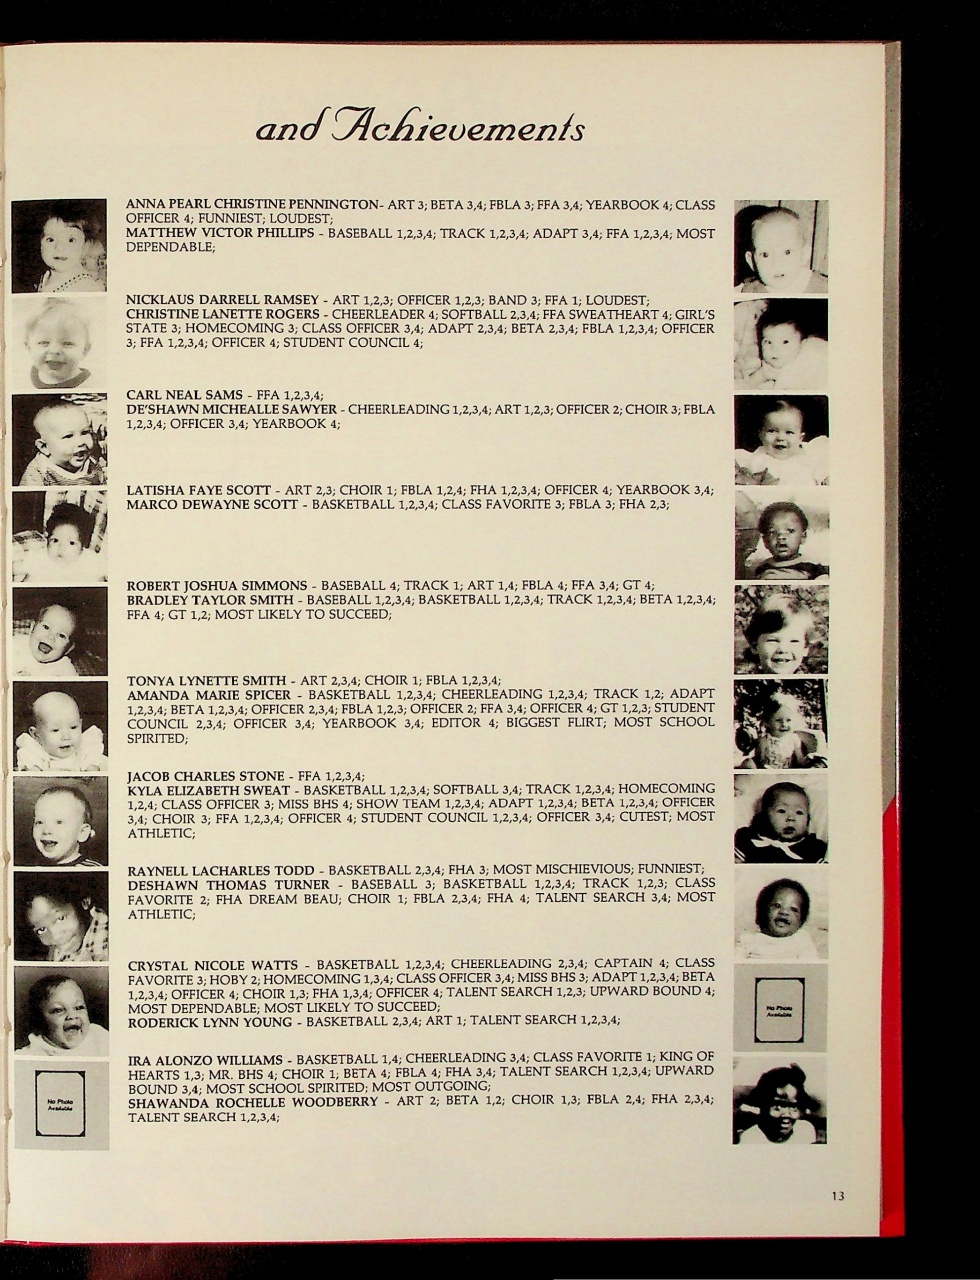 and Achievements
ANNA PEARL CHRISTINE PENNINGTON- ART 3; BETA 3,4; FBLA 3; FFA 3,4; YEARBOOK 4; CLASS
OFFICER 4; FUNNIEST; LOUDEST;
MATTHEW VICTOR PHILLIPS - BASEBALL 1,2,3,4; TRACK 1,2,3,4; ADAPT 3,4; FFA 1,2,3,4; MOST
DEPENDABLE;
NICKLAUS DARRELL RAMSEY - ART 1,2,3; OFFICER 1,2,3; BAND 3; FFA 1; LOUDEST;
CHRISTINE LANETTE ROGERS - CHEERLEADER 4; SOFTBALL 2,3,4; FFA SWEATHEART 4; GIRL'S
STATE 3; HOMECOMING 3; CLASS OFFICER 3,4; ADAPT 2,3,4; BETA 2,3,4; FBLA 1,2,3,4; OFFICER
3; FFA 1,2,3,4; OFFICER 4; STUDENT COUNCIL 4;
CARL NEAL SAMS - FFA 1,2,3,4;
DE'SHAWN MICHEALLE SAWYER - CHEERLEADING 1,2,3,4; ART 1,2,3; OFFICER 2; CHOIR 3; FBLA
1,2,3,4; OFFICER 3,4; YEARBOOK 4;
LATISHA FAYE SCOTT - ART 2,3; CHOIR 1; FBLA 1,2,4; FHA 1,2,3,4; OFFICER 4; YEARBOOK 3,4;
MARCO DEWAYNE SCOTT - BASKETBALL 1,2,3,4; CLASS FAVORITE 3; FBLA 3; FHA 2,3;
ROBERT JOSHUA SIMMONS - BASEBALL 4; TRACK 1; ART 1,4; FBLA 4; FFA 3,4; GT 4;
BRADLEY TAYLOR SMITH - BASEBALL 1,2,3,4; BASKETBALL 1,2,3,4; TRACK 1,2,3,4; BETA 1,2,3,4;
FFA 4; GT 1,2; MOST LIKELY TO SUCCEED;
TONYA LYNETTE SMITH - ART 2,3,4; CHOIR 1; FBLA 1,2,3,4;
AMANDA MARIE SPICER - BASKETBALL 1,2,3,4; CHEERLEADING 1,2,3,4; TRACK 1,2; ADAPT
1,2,3,4; BETA 1,2,3,4; OFFICER 2,3,4; FBLA 1,2,3; OFFICER 2; FFA 3,4; OFFICER 4; GT 1,2,3; STUDENT
COUNCIL 2,3,4; OFFICER 3,4; YEARBOOK 3,4; EDITOR 4; BIGGEST FLIRT; MOST SCHOOL
SPIRITED;
JACOB CHARLES STONE - FFA 1,2,3,4;
KYLA ELIZABETH SWEAT - BASKETBALL 1,2,3,4; SOFTBALL 3,4; TRACK 1,2,3,4; HOMECOMING
1,2,4; CLASS OFFICER 3; MISS BHS 4; SHOW TEAM 1,2,3,4; ADAPT 1,2,3,4; BETA 1,2,3,4; OFFICER
3,4; CHOIR 3; FFA 1,2,3,4; OFFICER 4; STUDENT COUNCIL 1,2,3,4; OFFICER 3,4; CUTEST; MOST
ATHLETIC;
RAYNELL LACHARLES TODD - BASKETBALL 2,3,4; FHA 3; MOST MISCHIEVIOUS; FUNNIEST;
DESHAWN THOMAS TURNER - BASEBALL 3; BASKETBALL 1,2,3,4; TRACK 1,2,3; CLASS
FAVORITE 2; FHA DREAM BEAU; CHOIR 1; FBLA 2,3,4; FHA 4; TALENT SEARCH 3,4; MOST
ATHLETIC;
CRYSTAL NICOLE WATTS - BASKETBALL 1,2,3,4; CHEERLEADING 2,3,4; CAPTAIN 4; CLASS
FAVORITE 3; HOBY 2; HOMECOMING 1,3,4; CLASS OFFICER 3,4; MISS BHS 3; ADAPT 1,2,3,4; BETA
1,2,3,4; OFFICER 4; CHOIR 1,3; FHA 1,3,4; OFFICER 4; TALENT SEARCH 1,2,3; UPWARD BOUND 4;
MOST DEPENDABLE; MOST LIKELY TO SUCCEED;
RODERICK LYNN YOUNG - BASKETBALL 2,3,4; ART 1; TALENT SEARCH 1,2,3,4;
No Photo
Available
IRA ALONZO WILLIAMS - BASKETBALL 1,4; CHEERLEADING 3,4; CLASS FAVORITE 1; KING OF
HEARTS 1,3; MR. BHS 4; CHOIR 1; BETA 4; FBLA 4; FHA 3,4; TALENT SEARCH 1,2,3,4; UPWARD
BOUND 3,4; MOST SCHOOL SPIRITED; MOST OUTGOING;
SHAWANDA ROCHELLE WOODBERRY - ART 2; BETA 1,2; CHOIR 1,3; FBLA 2,4; FHA 2,3,4;
TALENT SEARCH 1,2,3,4;
No Photo
Available
13